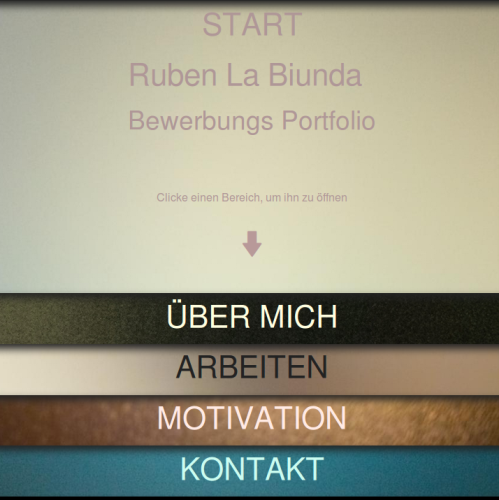 START
Ruben La Biunda
Bewerbungs Portfolio
Clicke einen Bereich, um ihn zu öffnen
ÜBER MICH
ARBEITEN
MOTIVATION
KONTAKT